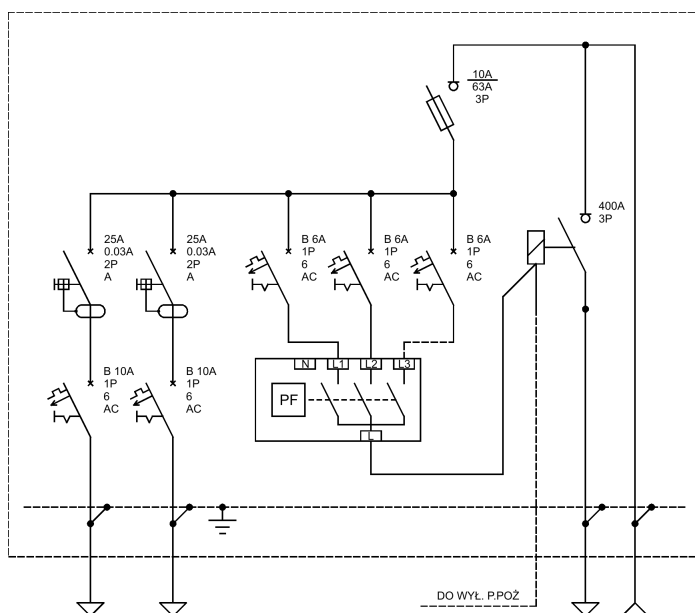 10A
63A
3P
400A
3P
25A
0.03A
2P
A
25A
0.03A
2P
A
B 6A
1P
6
AC
B 6A
1P
6
AC
B 6A
1P
6
AC
N L1 L2 L3
PF
L
B 10A
1P
6
AC
B 10A
1P
6
AC
DO WYŁ. P.POŻ